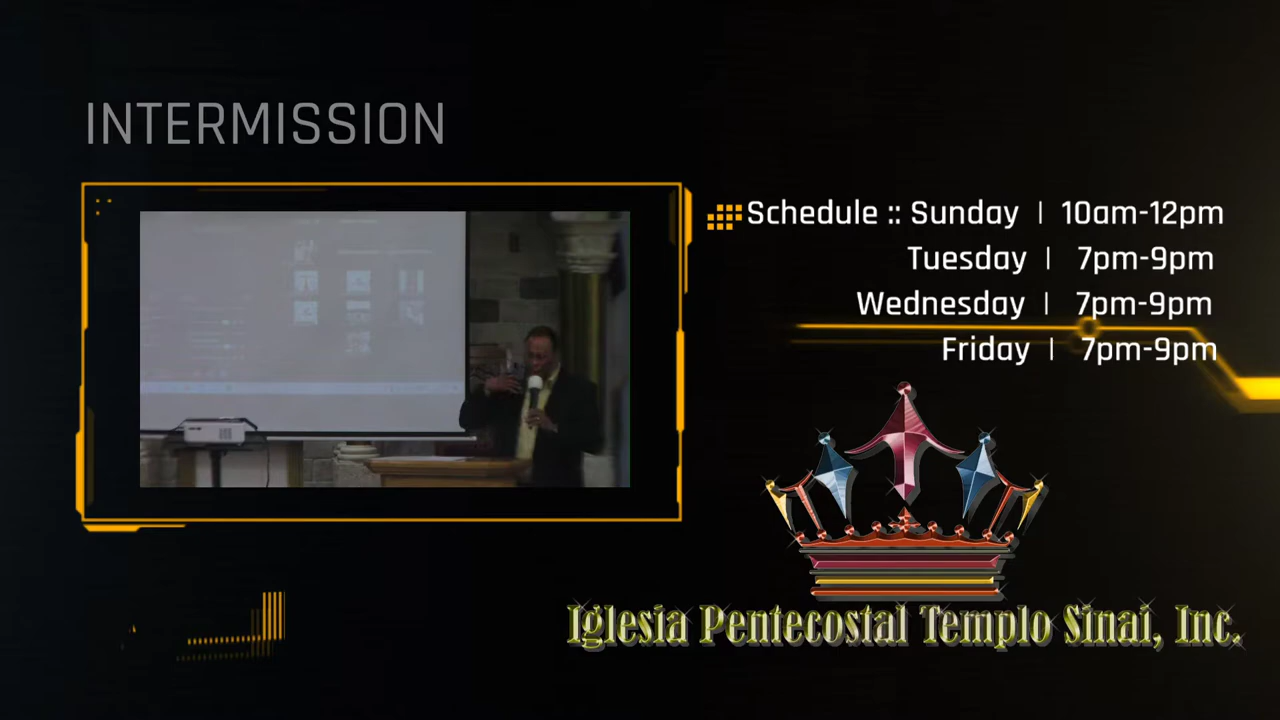 INTERMISSION
Schedule :: Sunday | 10am-12pm
Tuesday | 7pm-9pm
Wednesday | 7pm-9pm
Friday | 7pm-9pm
Iglesia Pentecostal Templo Sinai, Inc.